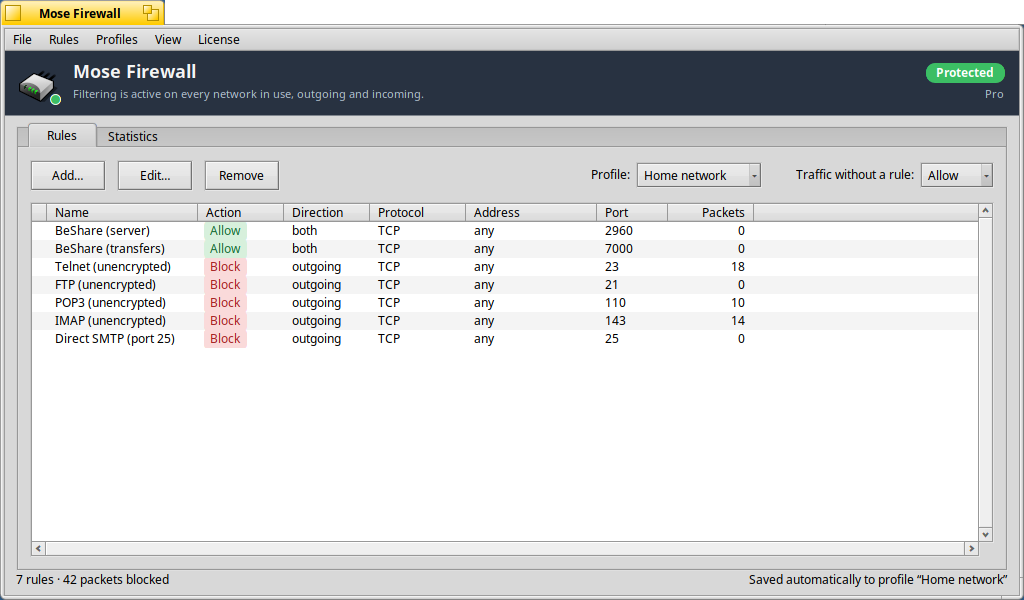 Mose Firewall
File Rules Profiles View License
Mose Firewall
Protected
Filtering is active on every network in use, outgoing and incoming.
Pro
Rules Statistics
Add... Edit... Remove Profile: Home network Traffic without a rule: Allow
Name Action Direction Protocol Address Port Packets
BeShare (server) Allow both TCP any 2960 0
BeShare (transfers) Allow both TCP any 7000 0
Telnet (unencrypted) Block outgoing TCP any 23 18
FTP (unencrypted) Block outgoing TCP any 21 0
POP3 (unencrypted) Block outgoing TCP any 110 10
IMAP (unencrypted) Block outgoing TCP any 143 14
Direct SMTP (port 25) Block outgoing TCP any 25 0
7 rules · 42 packets blocked Saved automatically to profile “Home network”